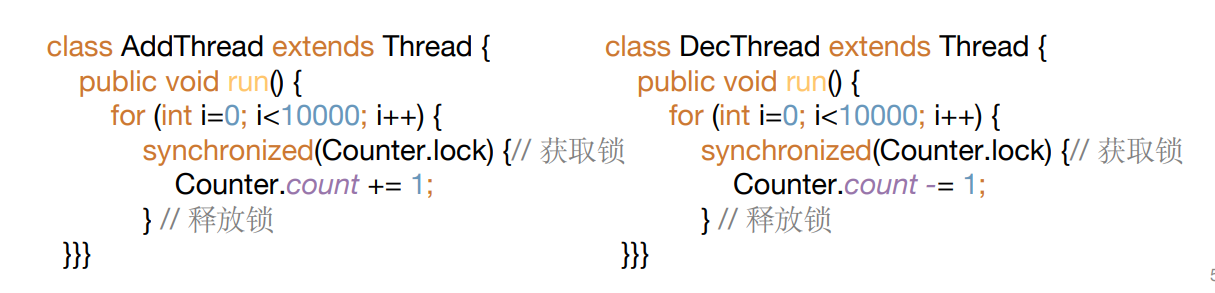 class AddThread extends Thread {
public void run() {
for (int i=0; i<10000; i++) {
synchronized(Counter.lock) {// 获取锁
Counter.count += 1;
} // 释放锁
}}}
class DecThread extends Thread {
public void run() {
for (int i=0; i<10000; i++) {
synchronized(Counter.lock) {// 获取锁
Counter.count -= 1;
} // 释放锁
}}}